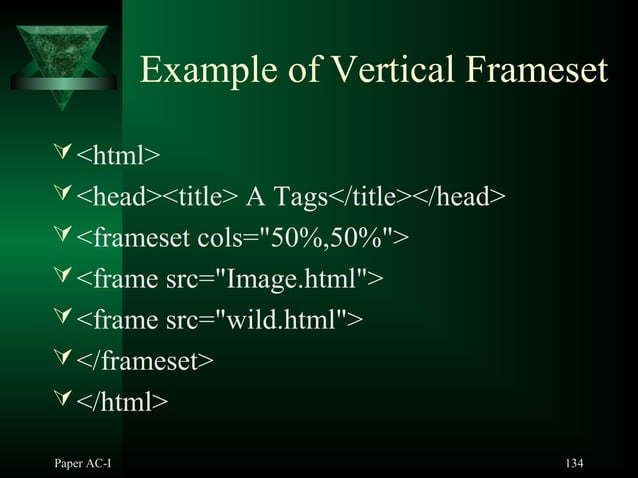 Example of Vertical Frameset
<html>
<head><title> A Tags</title></head>
<frameset cols="50%,50%">
<frame src="Image.html">
<frame src="wild.html">
</frameset>
</html>
Paper AC-I
134